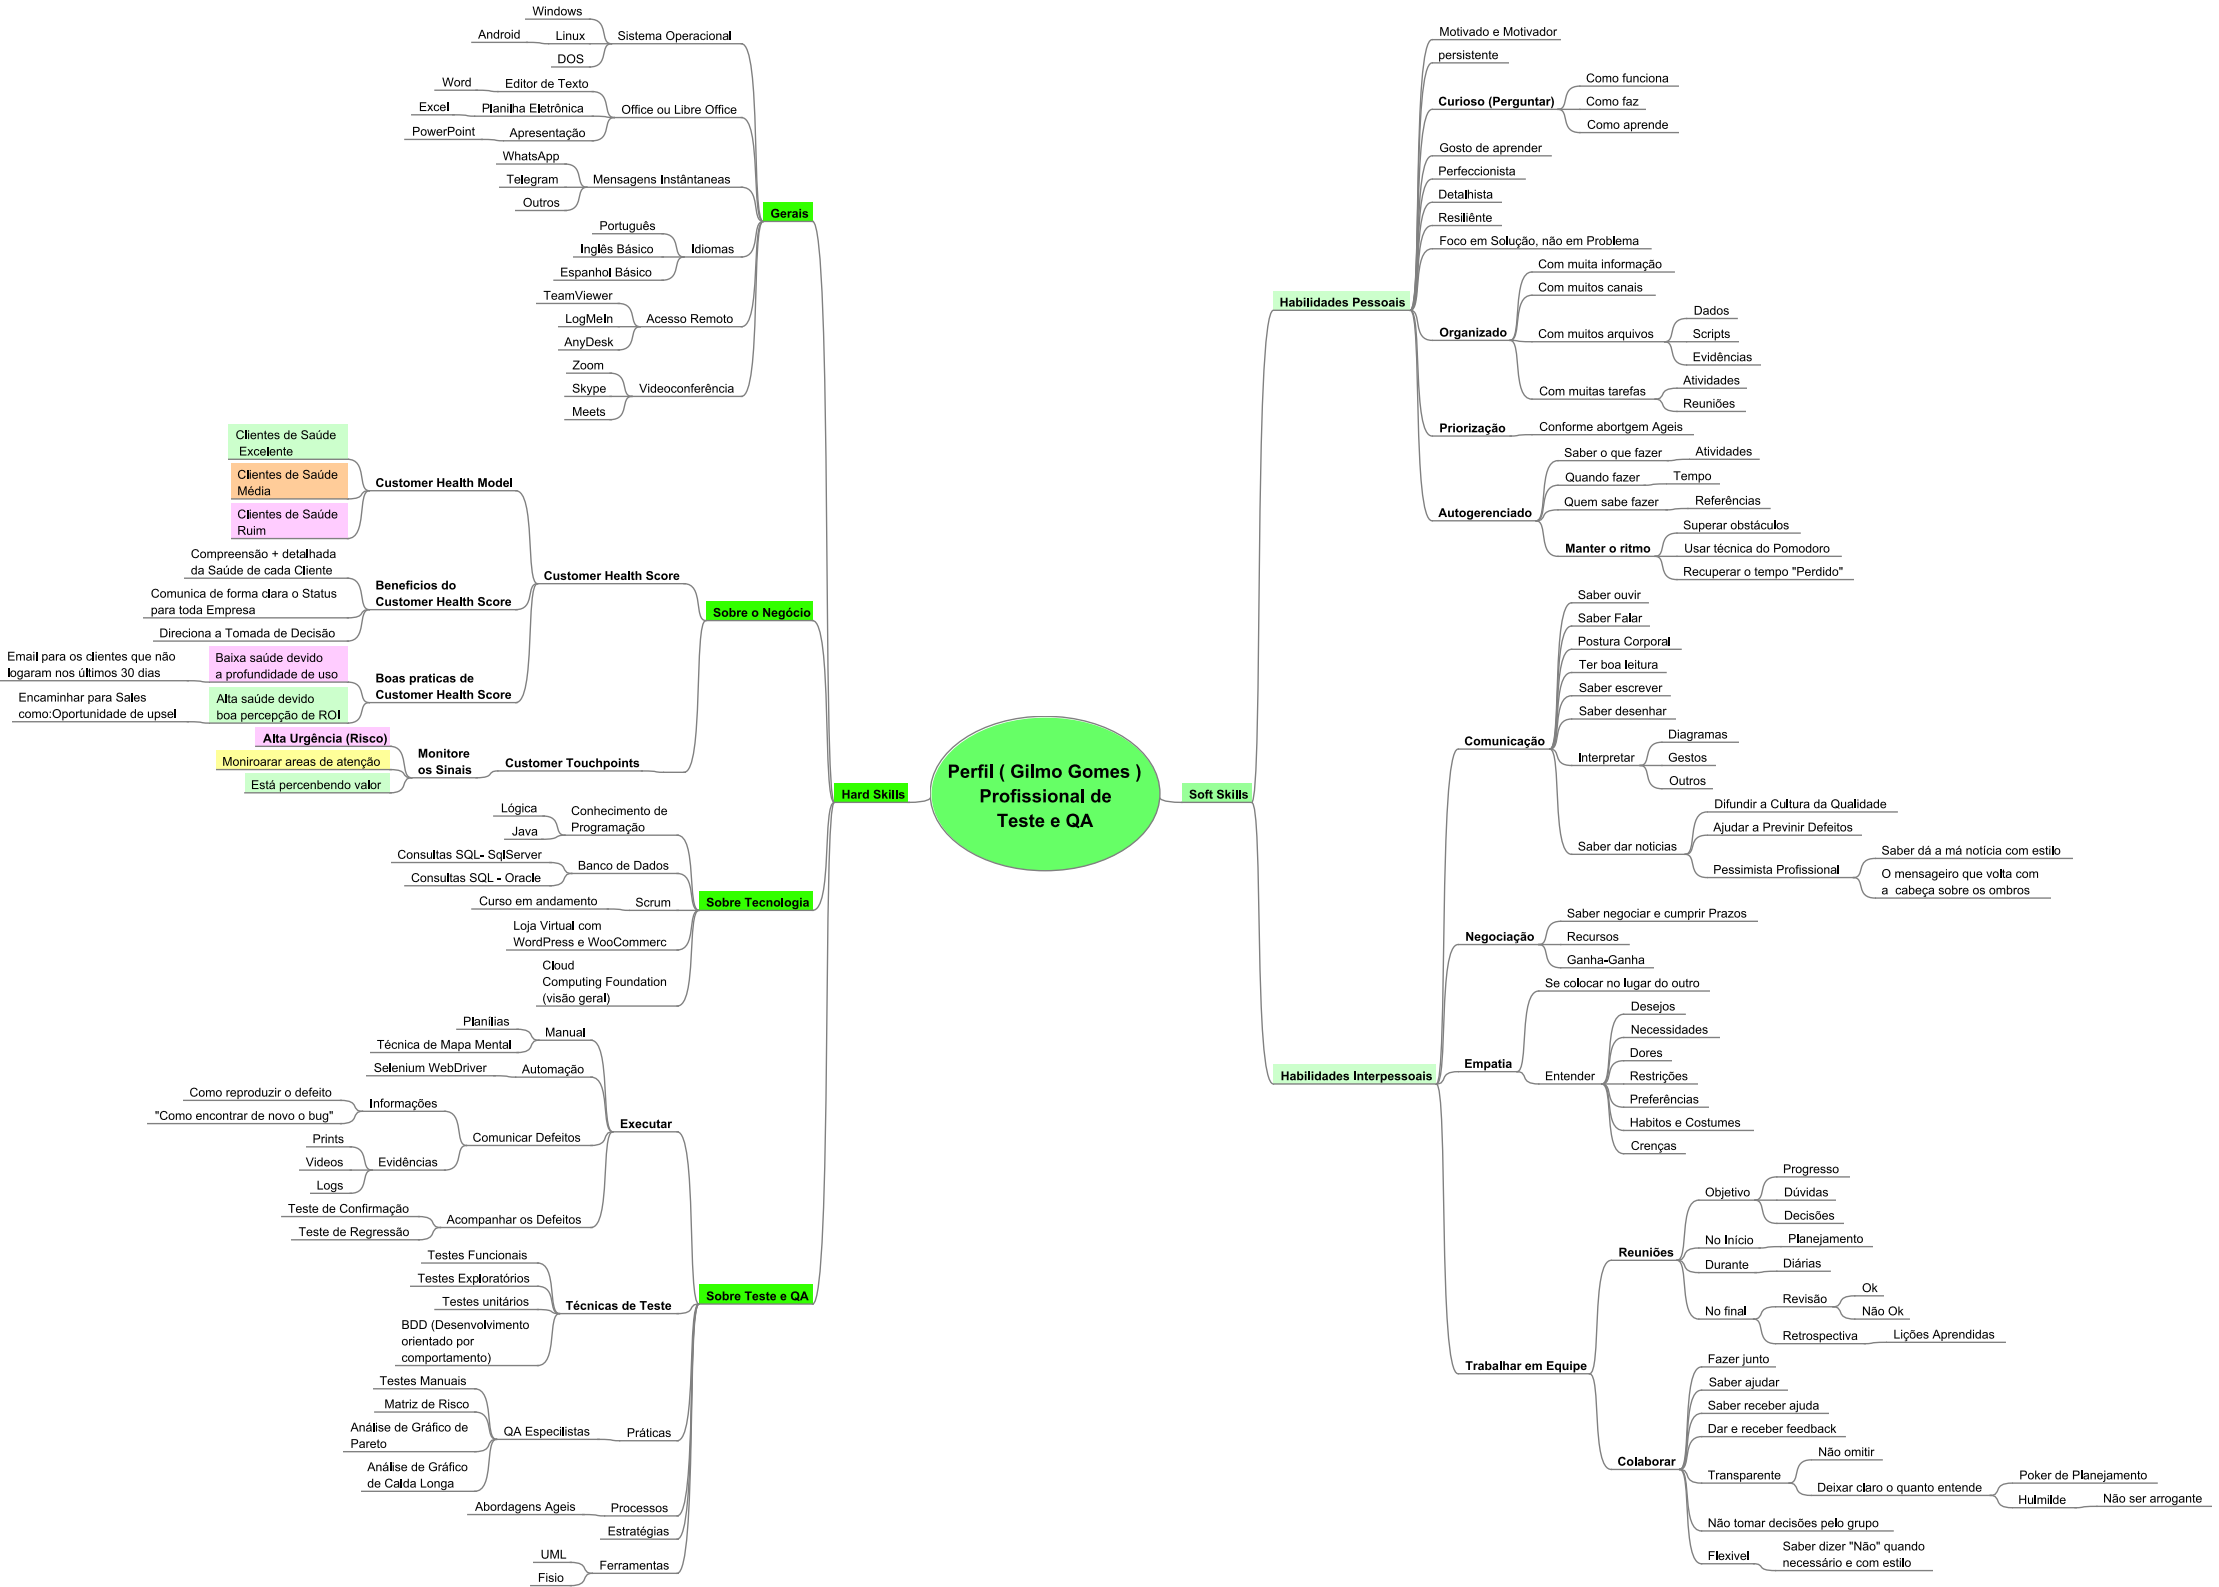 Perfil ( Gilmo Gomes )
Profissional de
Teste e QA
Hard Skills
Gerais
Sistema Operacional
Windows
Linux
Android
DOS
Office ou Libre Office
Editor de Texto
Word
Planilha Eletrônica
Excel
Apresentação
PowerPoint
Mensagens Instântaneas
WhatsApp
Telegram
Outros
Idiomas
Português
Inglês Básico
Espanhol Básico
Acesso Remoto
TeamViewer
LogMeIn
AnyDesk
Videoconferência
Zoom
Skype
Meets
Sobre o Negócio
Customer Health Score
Customer Health Model
Clientes de Saúde
Excelente
Clientes de Saúde
Média
Clientes de Saúde
Ruim
Beneficios do
Customer Health Score
Compreensão + detalhada
da Saúde de cada Cliente
Comunica de forma clara o Status
para toda Empresa
Direciona a Tomada de Decisão
Boas praticas de
Customer Health Score
Baixa saúde devido
a profundidade de uso
Email para os clientes que não
logaram nos últimos 30 dias
Alta saúde devido
boa percepção de ROI
Encaminhar para Sales
como:Oportunidade de upsel
Customer Touchpoints
Monitore
os Sinais
Alta Urgência (Risco)
Moniroarar areas de atenção
Está percenbendo valor
Sobre Tecnologia
Conhecimento de
Programação
Lógica
Java
Banco de Dados
Consultas SQL- SqlServer
Consultas SQL - Oracle
Scrum
Curso em andamento
Loja Virtual com
WordPress e WooCommerc
Cloud
Computing Foundation
(visão geral)
Sobre Teste e QA
Executar
Manual
Planílias
Técnica de Mapa Mental
Automação
Selenium WebDriver
Comunicar Defeitos
Informações
Como reproduzir o defeito
"Como encontrar de novo o bug"
Evidências
Prints
Videos
Logs
Acompanhar os Defeitos
Teste de Confirmação
Teste de Regressão
Técnicas de Teste
Testes Funcionais
Testes Exploratórios
Testes unitários
BDD (Desenvolvimento
orientado por
comportamento)
Práticas
QA Especilistas
Testes Manuais
Matriz de Risco
Análise de Gráfico de
Pareto
Análise de Gráfico
de Calda Longa
Processos
Abordagens Ageis
Estratégias
Ferramentas
UML
Fisio
Soft Skills
Habilidades Pessoais
Motivado e Motivador
persistente
Curioso (Perguntar)
Como funciona
Como faz
Como aprende
Gosto de aprender
Perfeccionista
Detalhista
Resiliênte
Foco em Solução, não em Problema
Organizado
Com muita informação
Com muitos canais
Com muitos arquivos
Dados
Scripts
Evidências
Com muitas tarefas
Atividades
Reuniões
Priorização
Conforme abortgem Ageis
Autogerenciado
Saber o que fazer
Atividades
Quando fazer
Tempo
Quem sabe fazer
Referências
Manter o ritmo
Superar obstáculos
Usar técnica do Pomodoro
Recuperar o tempo "Perdido"
Habilidades Interpessoais
Comunicação
Saber ouvir
Saber Falar
Postura Corporal
Ter boa leitura
Saber escrever
Saber desenhar
Interpretar
Diagramas
Gestos
Outros
Saber dar noticias
Difundir a Cultura da Qualidade
Ajudar a Previnir Defeitos
Pessimista Profissional
Saber dá a má notícia com estilo
O mensageiro que volta com
a cabeça sobre os ombros
Negociação
Saber negociar e cumprir Prazos
Recursos
Ganha-Ganha
Empatia
Se colocar no lugar do outro
Entender
Desejos
Necessidades
Dores
Restrições
Preferências
Habitos e Costumes
Crenças
Trabalhar em Equipe
Reuniões
Objetivo
Progresso
Dúvidas
Decisões
No Início
Planejamento
Durante
Diárias
No final
Revisão
Ok
Não Ok
Retrospectiva
Lições Aprendidas
Colaborar
Fazer junto
Saber ajudar
Saber receber ajuda
Dar e receber feedback
Transparente
Não omitir
Deixar claro o quanto entende
Poker de Planejamento
Hulmilde
Não ser arrogante
Não tomar decisões pelo grupo
Flexivel
Saber dizer "Não" quando
necessário e com estilo